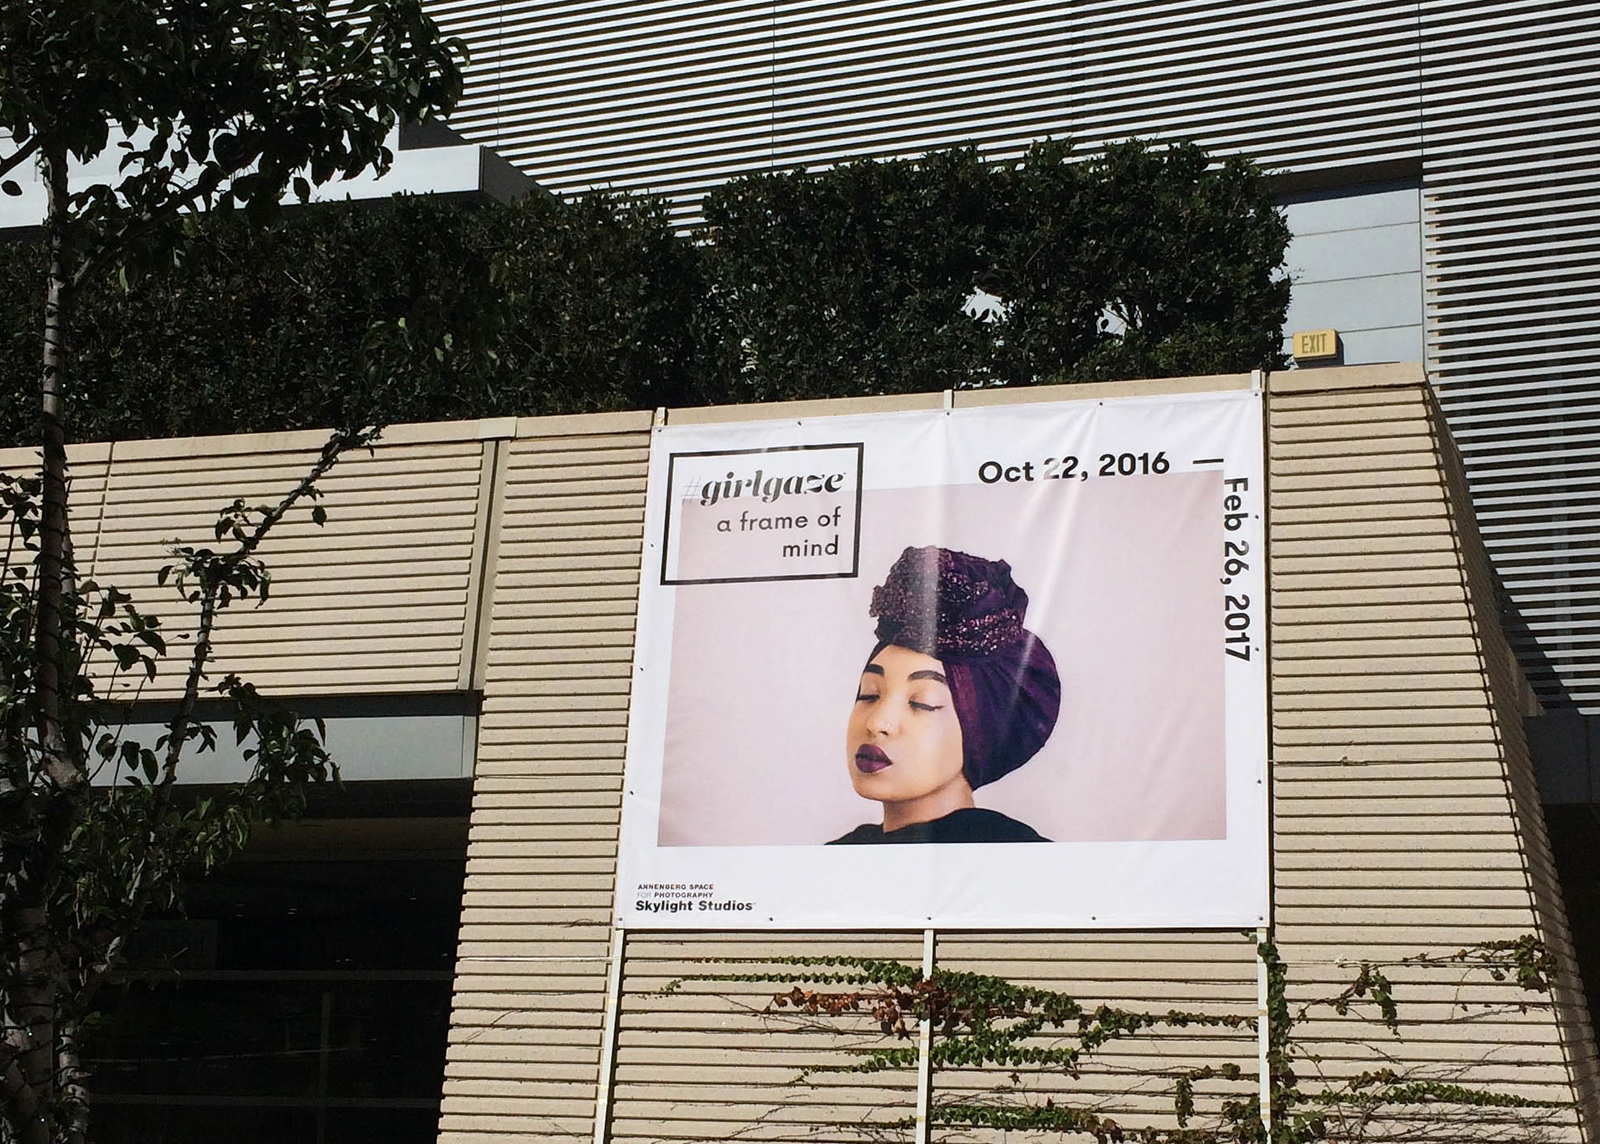 EXIT
#girlgaze
a frame of
mind
Oct 22, 2016 —
Feb 26, 2017
ANNENBERG SPACE
FOR PHOTOGRAPHY
Skylight Studios